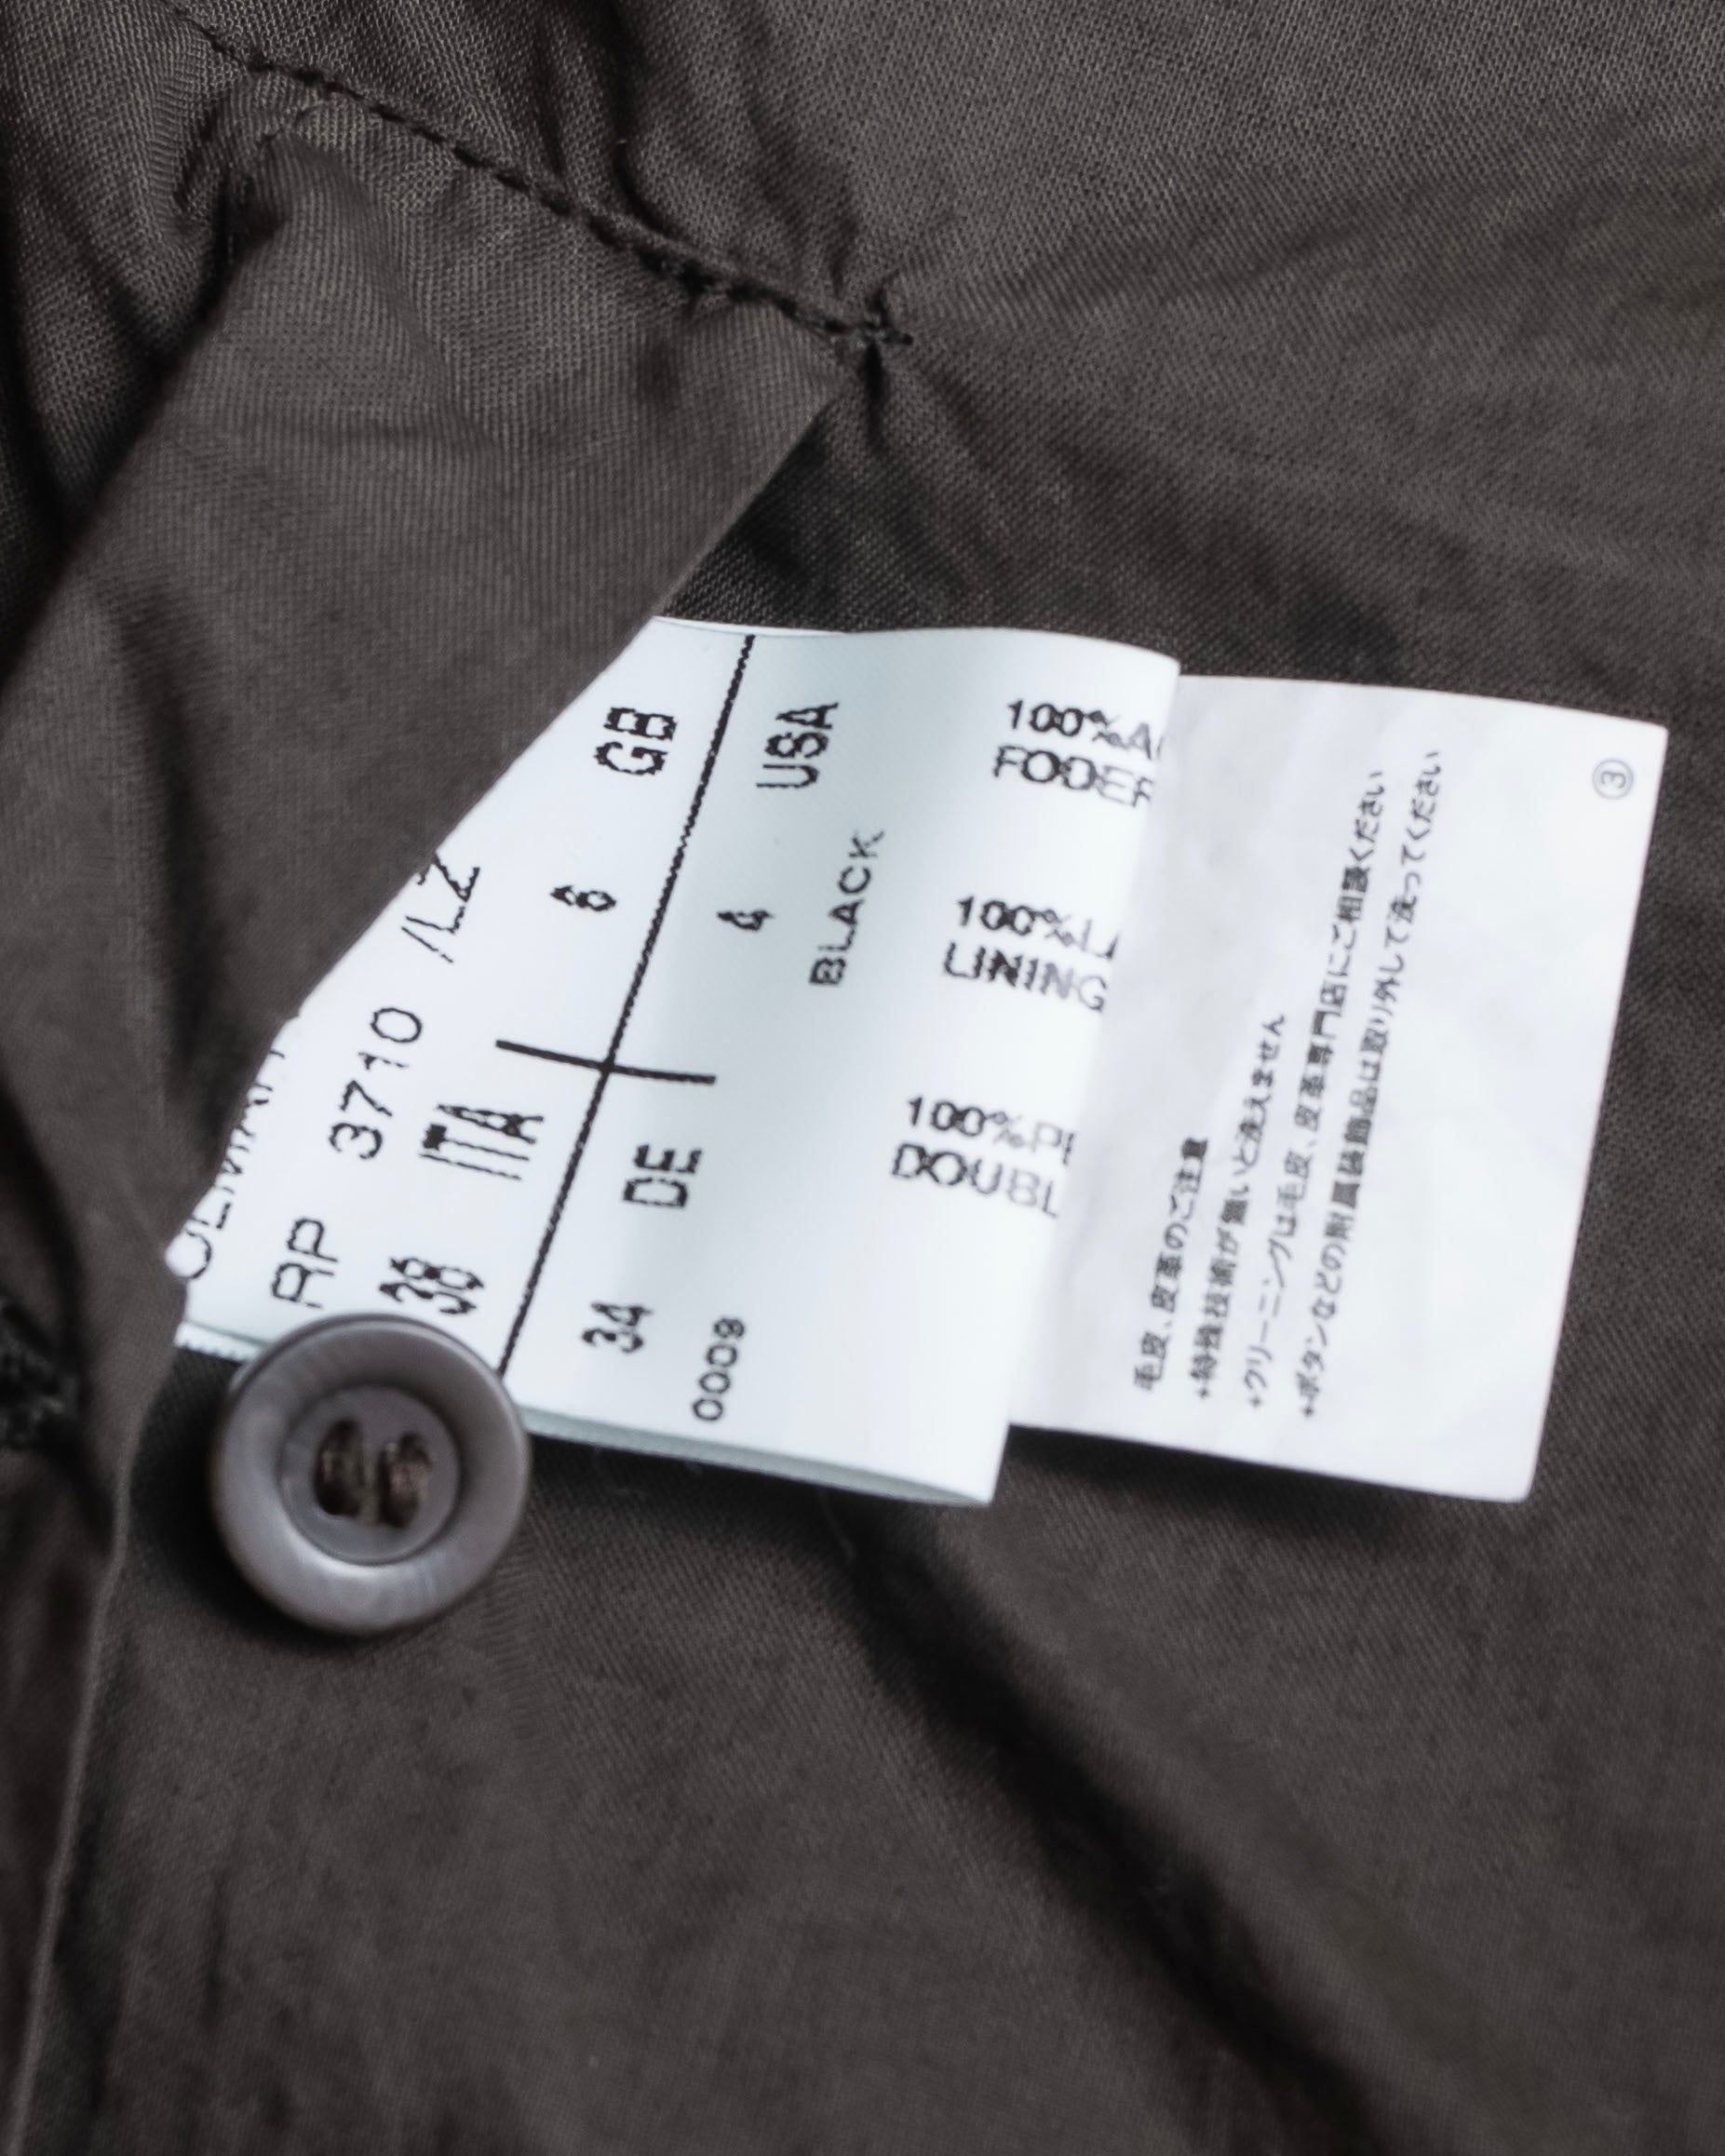 RP 3710 /LZ
ITA
38
GB
6
DE
34
USA
4
0009
BLACK
100%
DOUBL
100%
LINING
100%A
FODER
毛皮、皮革のご注意
+特殊技術が無いと洗えません
+クリーニングは毛皮、皮革専門店にご相談ください
+ボタンなどの附属装飾品は取り外して洗ってください
③